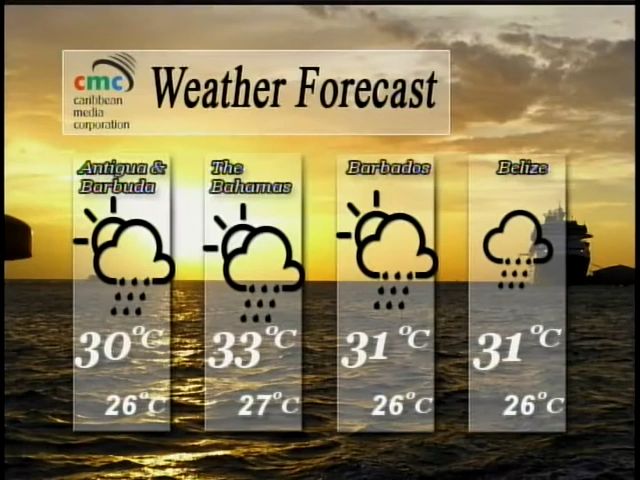 cmc
caribbean
media
corporation
Weather Forecast
Antigua &
Barbuda
The
Bahamas
Barbados
Belize
30°C
33°C
31°C
31°C
26°C
27°C
26°C
26°C